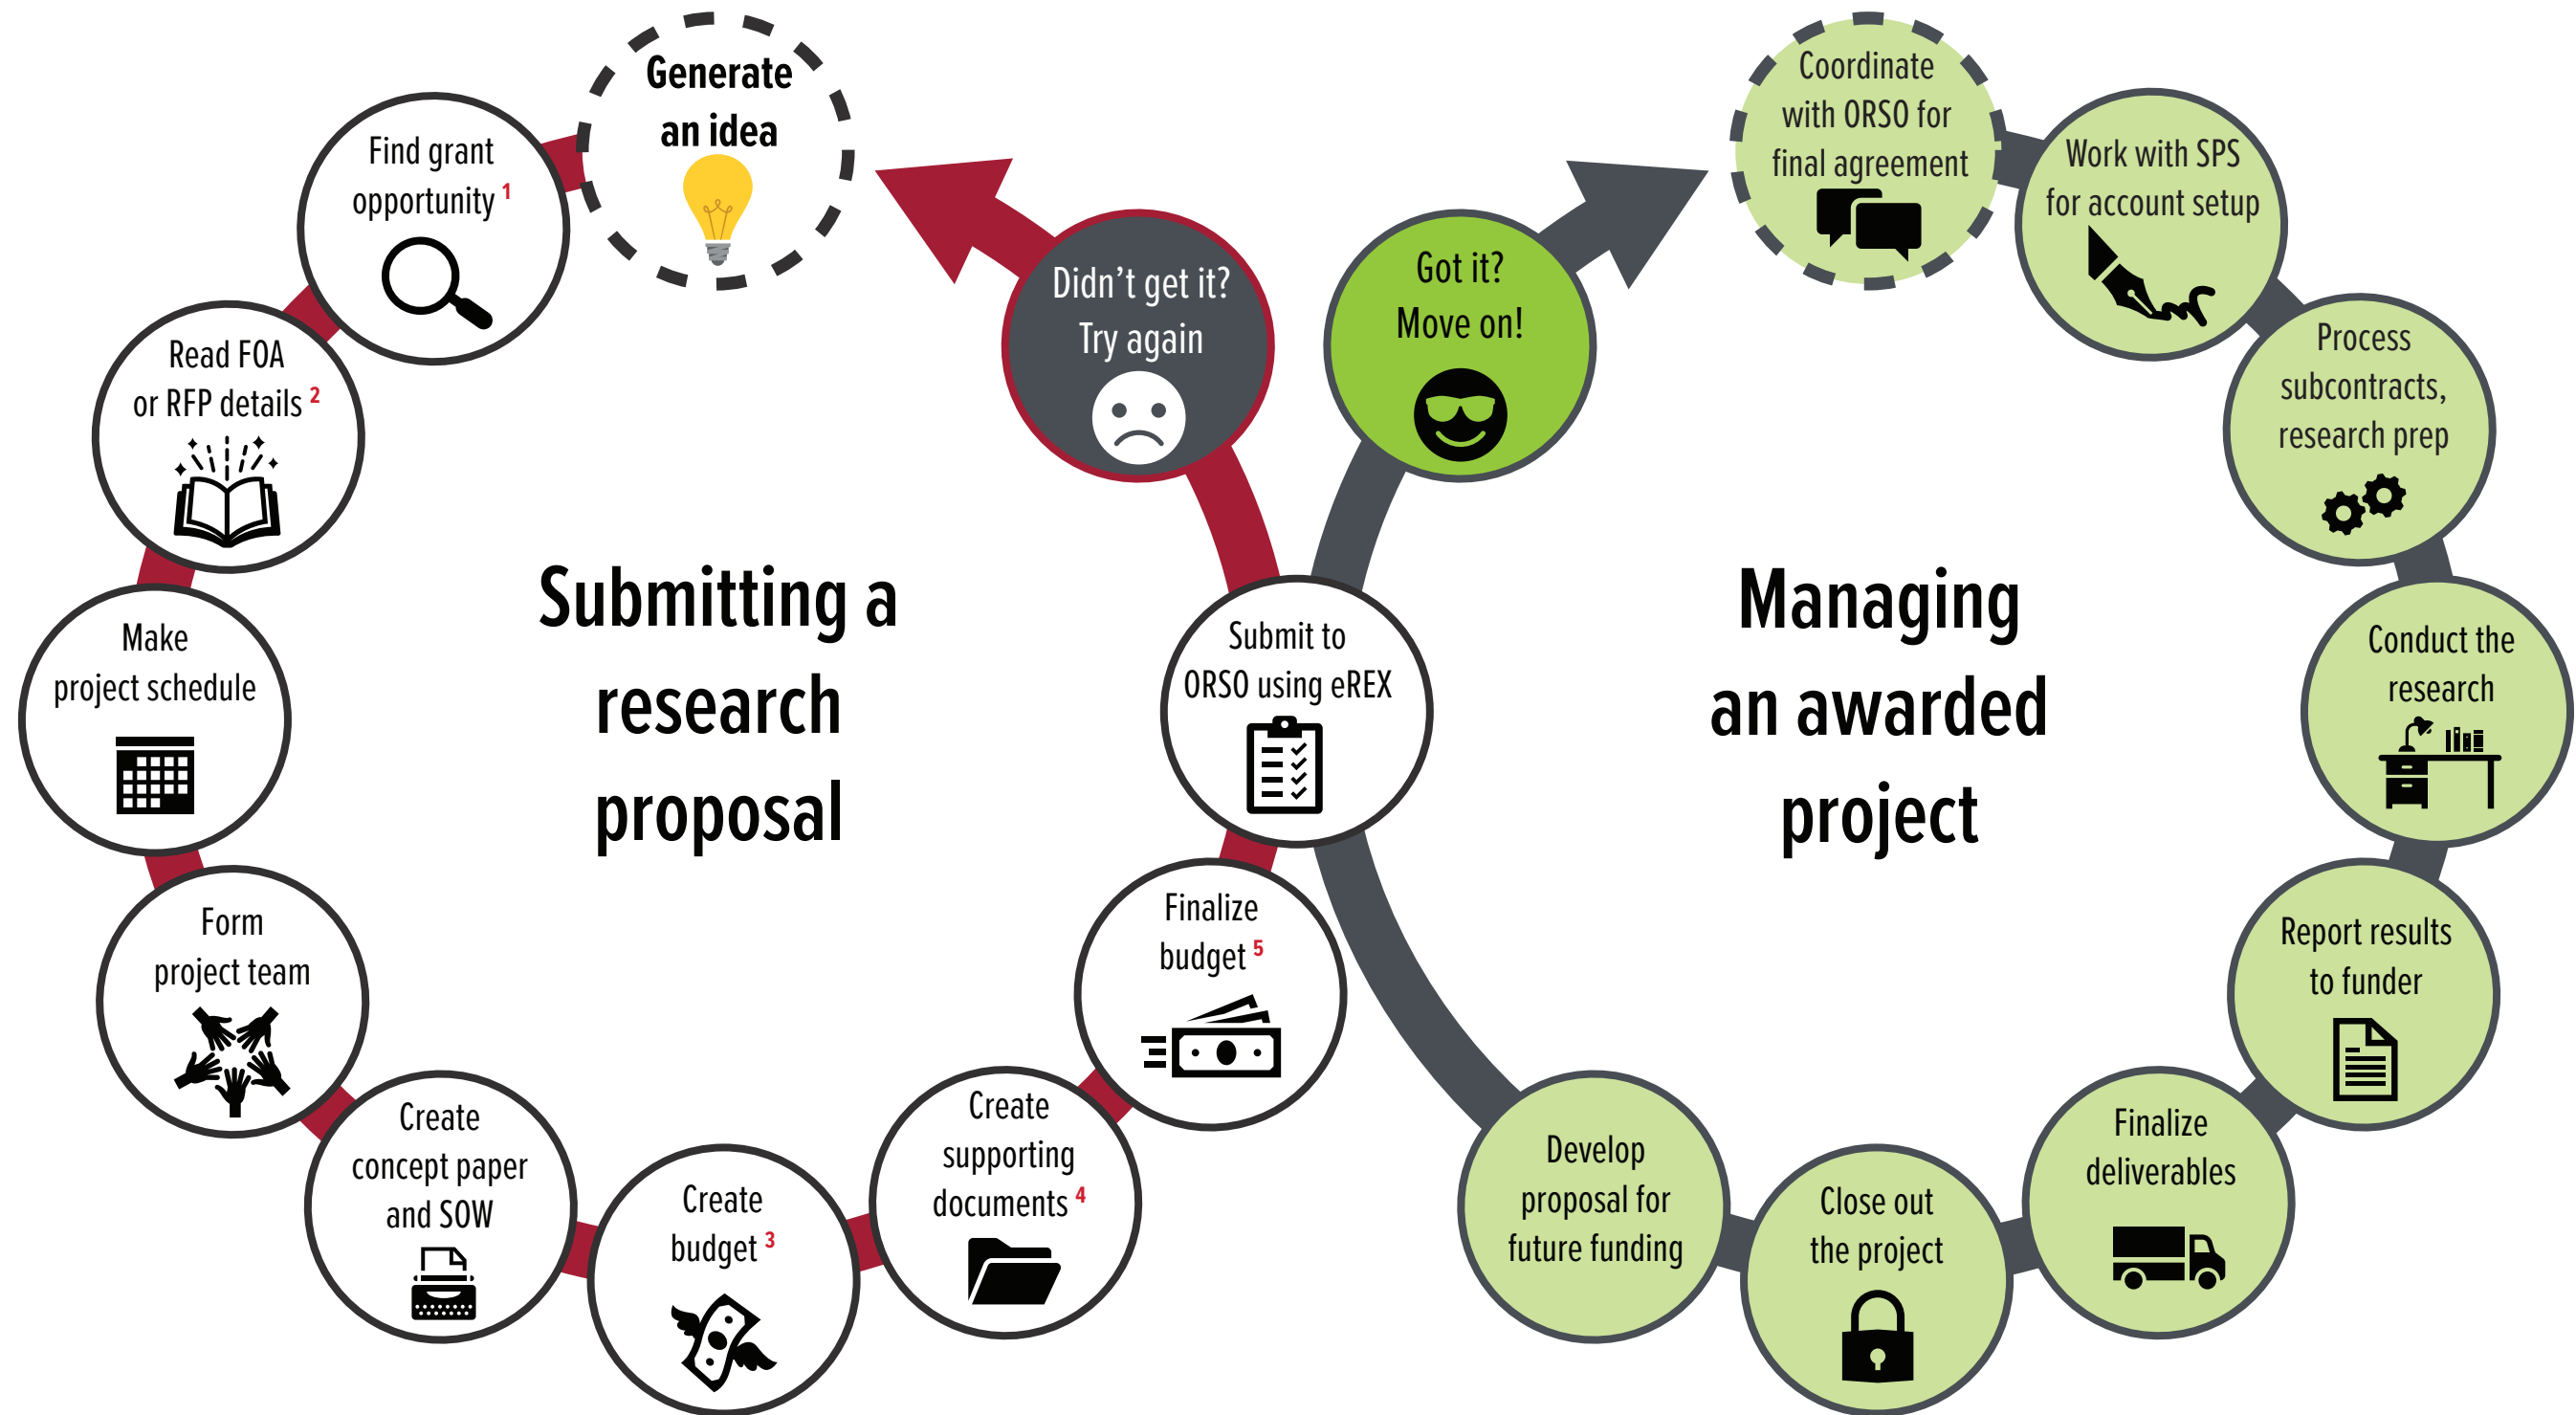 Generate
an idea
Find grant
opportunity 1
Read FOA
or RFP details 2
Make
project schedule
Form
project team
Create
concept paper
and SOW
Create
budget 3
Create
supporting
documents 4
Finalize
budget 5
Submit to
ORSO using eREX
Didn’t get it?
Try again
Submitting a
research
proposal
Got it?
Move on!
Coordinate
with ORSO for
final agreement
Work with SPS
for account setup
Process
subcontracts,
research prep
Conduct the
research
Report results
to funder
Finalize
deliverables
Close out
the project
Develop
proposal for
future funding
Managing
an awarded
project